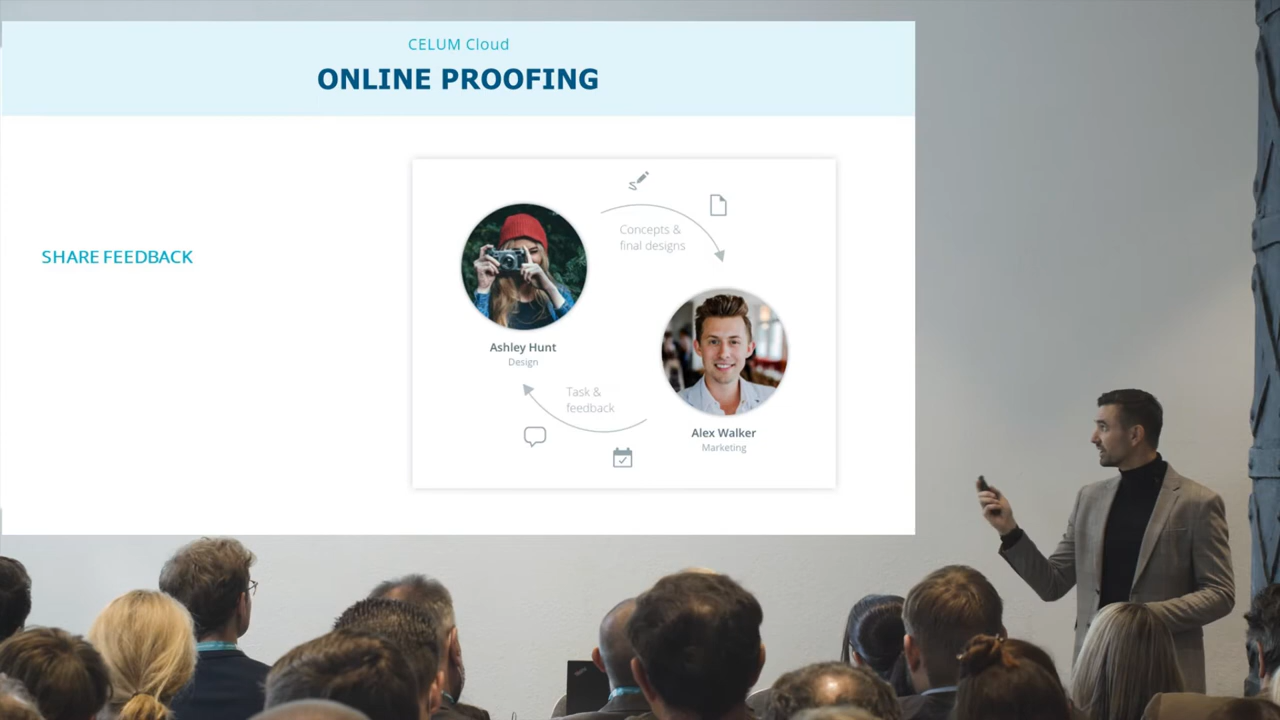 CELUM Cloud
ONLINE PROOFING
SHARE FEEDBACK
Concepts &
final designs
Ashley Hunt
Design
Task &
feedback
Alex Walker
Marketing